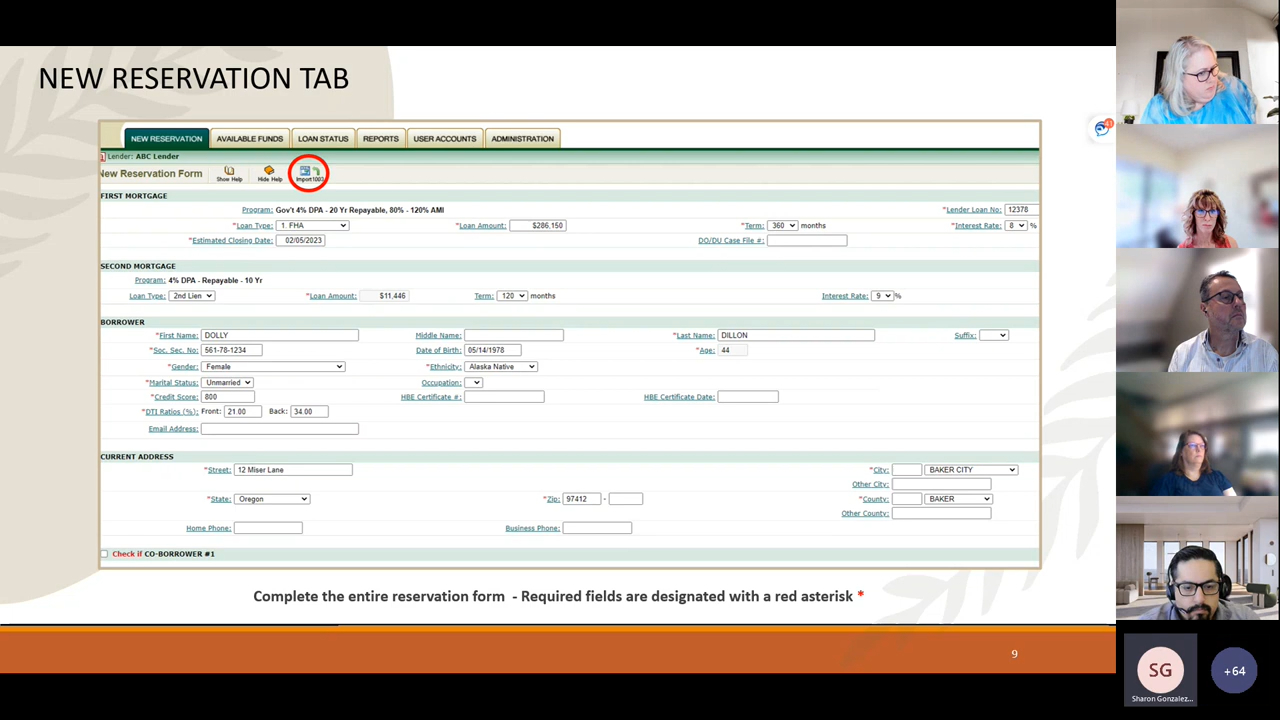 NEW RESERVATION TAB
NEW RESERVATION AVAILABLE FUNDS LOAN STATUS REPORTS USER ACCOUNTS ADMINISTRATION
Lender: ABC Lender
New Reservation Form Show Help Hide Help Import1003
FIRST MORTGAGE
Program: Gov't 4% DPA - 20 Yr Repayable, 80% - 120% AMI *Lender Loan No: 12378
*Loan Type: 1. FHA *Loan Amount: $286,150 *Term: 360 months *Interest Rate: 8 %
*Estimated Closing Date: 02/05/2023 DO/DU Case File #:
SECOND MORTGAGE
Program: 4% DPA - Repayable - 10 Yr
Loan Type: 2nd Lien *Loan Amount: $11,446 Term: 120 months Interest Rate: 9 %
BORROWER
*First Name: DOLLY Middle Name: *Last Name: DILLON Suffix:
*Soc. Sec. No: 561-78-1234 Date of Birth: 05/14/1978 *Age: 44
*Gender: Female *Ethnicity: Alaska Native
*Marital Status: Unmarried Occupation:
*Credit Score: 800 HBE Certificate #: HBE Certificate Date:
*DTI Ratios (%): Front: 21.00 Back: 34.00
Email Address:
CURRENT ADDRESS
*Street: 12 Miser Lane *City: BAKER CITY
Other City:
*State: Oregon *Zip: 97412 - *County: BAKER
Other County:
Home Phone: Business Phone:
Check if CO-BORROWER #1
Complete the entire reservation form - Required fields are designated with a red asterisk *
9
41
SG
Sharon Gonzalez...
+64